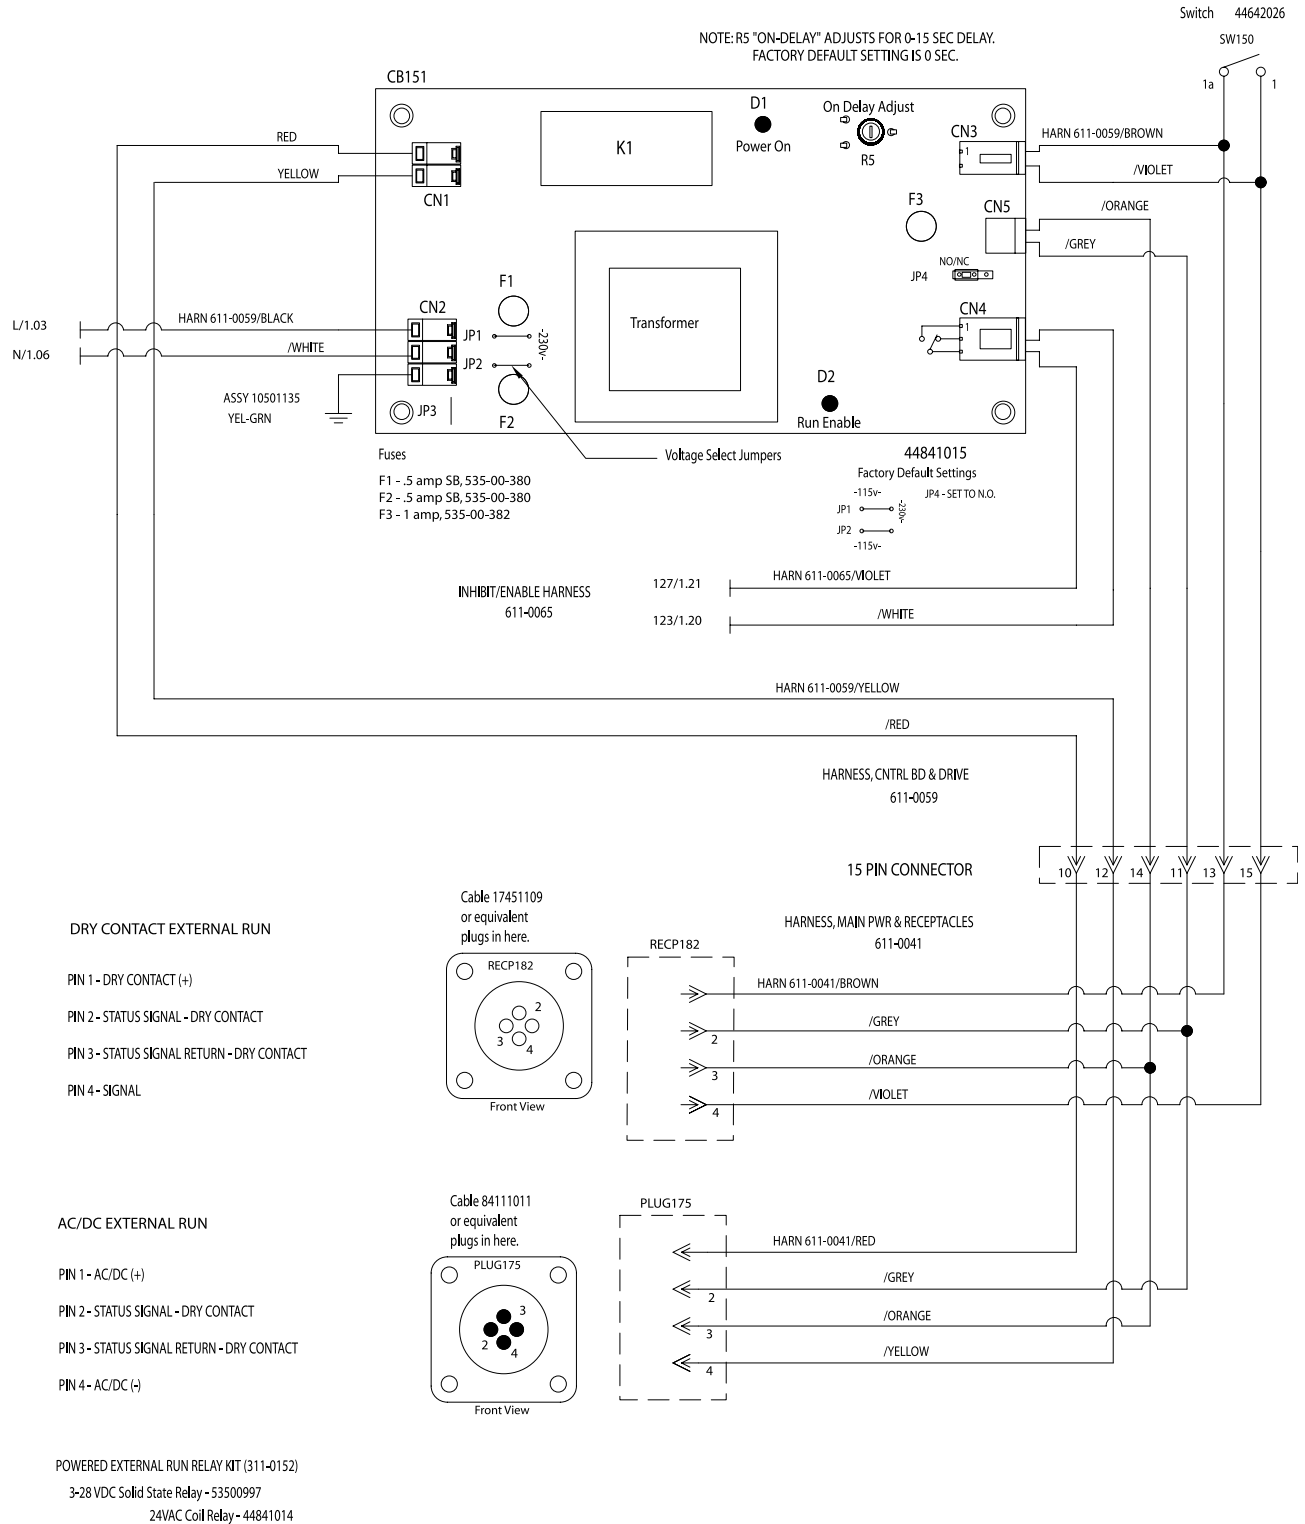 Switch 44642026
SW150
1a 1
NOTE: R5 "ON-DELAY" ADJUSTS FOR 0-15 SEC DELAY.
FACTORY DEFAULT SETTING IS 0 SEC.
CB151
RED
YELLOW
CN1
K1
D1
Power On
On Delay Adjust
R5
CN3
1
HARN 611-0059/BROWN
/VIOLET
F3
CN5
/ORANGE
/GREY
NO/NC
JP4
CN4
1
L/1.03
N/1.06
HARN 611-0059/BLACK
/WHITE
ASSY 10501135
YEL-GRN
CN2
JP1
JP2
JP3
F1
-230v-
F2
Transformer
D2
Run Enable
Fuses
F1 - .5 amp SB, 535-00-380
F2 - .5 amp SB, 535-00-380
F3 - 1 amp, 535-00-382
Voltage Select Jumpers
44841015
Factory Default Settings
-115v-
JP1
JP2
-230v-
-115v-
JP4 - SET TO N.O.
INHIBIT/ENABLE HARNESS
611-0065
127/1.21
HARN 611-0065/VIOLET
123/1.20
/WHITE
HARN 611-0059/YELLOW
/RED
HARNESS, CNTRL BD & DRIVE
611-0059
15 PIN CONNECTOR
10 12 14 11 13 15
HARNESS, MAIN PWR & RECEPTACLES
611-0041
DRY CONTACT EXTERNAL RUN
PIN 1 - DRY CONTACT (+)
PIN 2 - STATUS SIGNAL - DRY CONTACT
PIN 3 - STATUS SIGNAL RETURN - DRY CONTACT
PIN 4 - SIGNAL
Cable 17451109
or equivalent
plugs in here.
RECP182
2
3
4
Front View
RECP182
HARN 611-0041/BROWN
/GREY
2
/ORANGE
3
/VIOLET
4
AC/DC EXTERNAL RUN
PIN 1 - AC/DC (+)
PIN 2 - STATUS SIGNAL - DRY CONTACT
PIN 3 - STATUS SIGNAL RETURN - DRY CONTACT
PIN 4 - AC/DC (-)
Cable 84111011
or equivalent
plugs in here.
PLUG175
3
2
4
Front View
PLUG175
HARN 611-0041/RED
/GREY
2
/ORANGE
3
/YELLOW
4
POWERED EXTERNAL RUN RELAY KIT (311-0152)
3-28 VDC Solid State Relay - 53500997
24VAC Coil Relay - 44841014